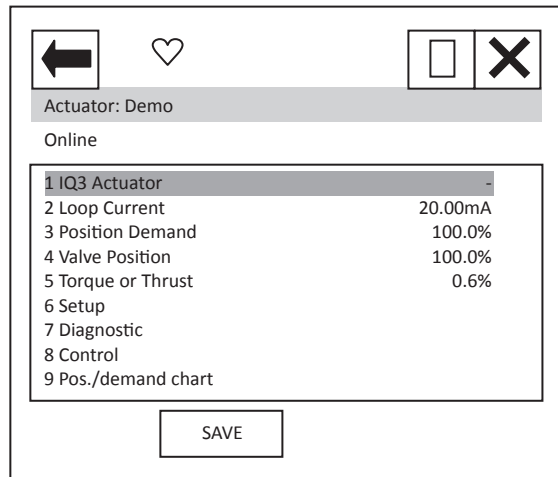 Actuator: Demo
Online
1 IQ3 Actuator -
2 Loop Current 20.00mA
3 Position Demand 100.0%
4 Valve Position 100.0%
5 Torque or Thrust 0.6%
6 Setup
7 Diagnostic
8 Control
9 Pos./demand chart
SAVE